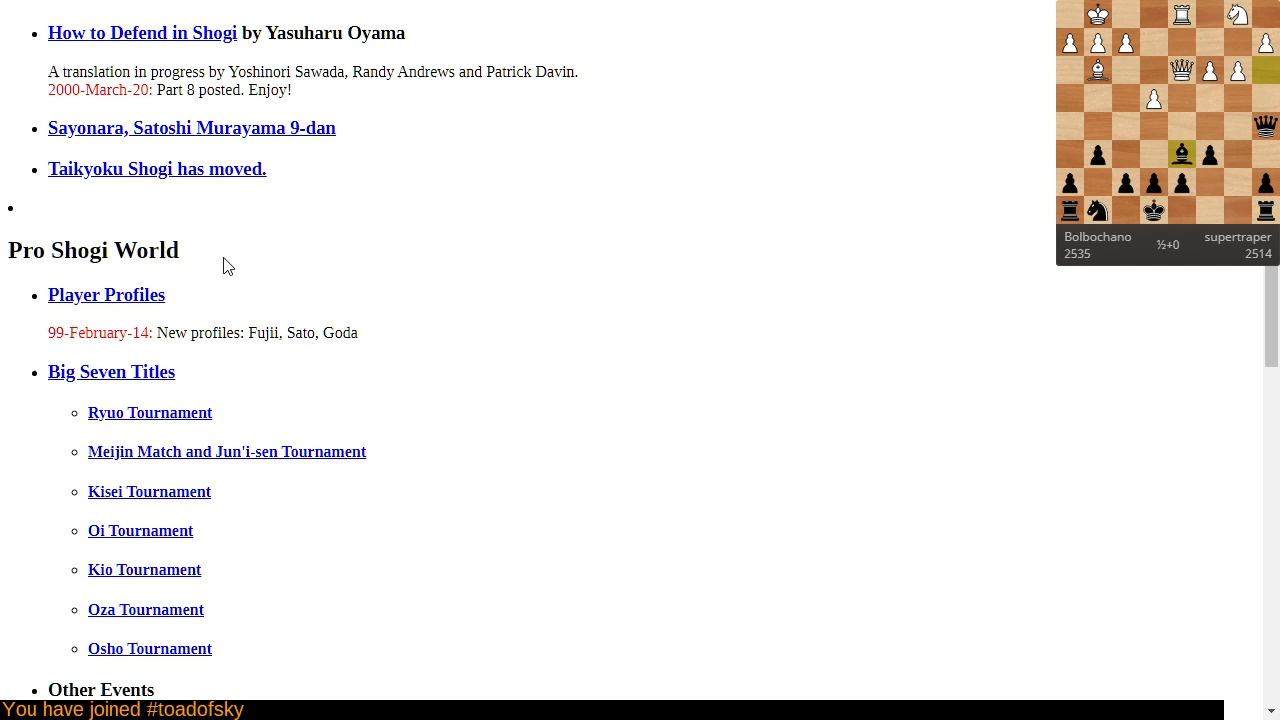 How to Defend in Shogi by Yasuharu Oyama
A translation in progress by Yoshinori Sawada, Randy Andrews and Patrick Davin.
2000-March-20: Part 8 posted. Enjoy!
Sayonara, Satoshi Murayama 9-dan
Taikyoku Shogi has moved.
Pro Shogi World
Bolbochano
2535
½+0
supertraper
2514
Player Profiles
99-February-14: New profiles: Fujii, Sato, Goda
Big Seven Titles
Ryuo Tournament
Meijin Match and Jun'i-sen Tournament
Kisei Tournament
Oi Tournament
Kio Tournament
Oza Tournament
Osho Tournament
Other Events
You have joined #toadofsky